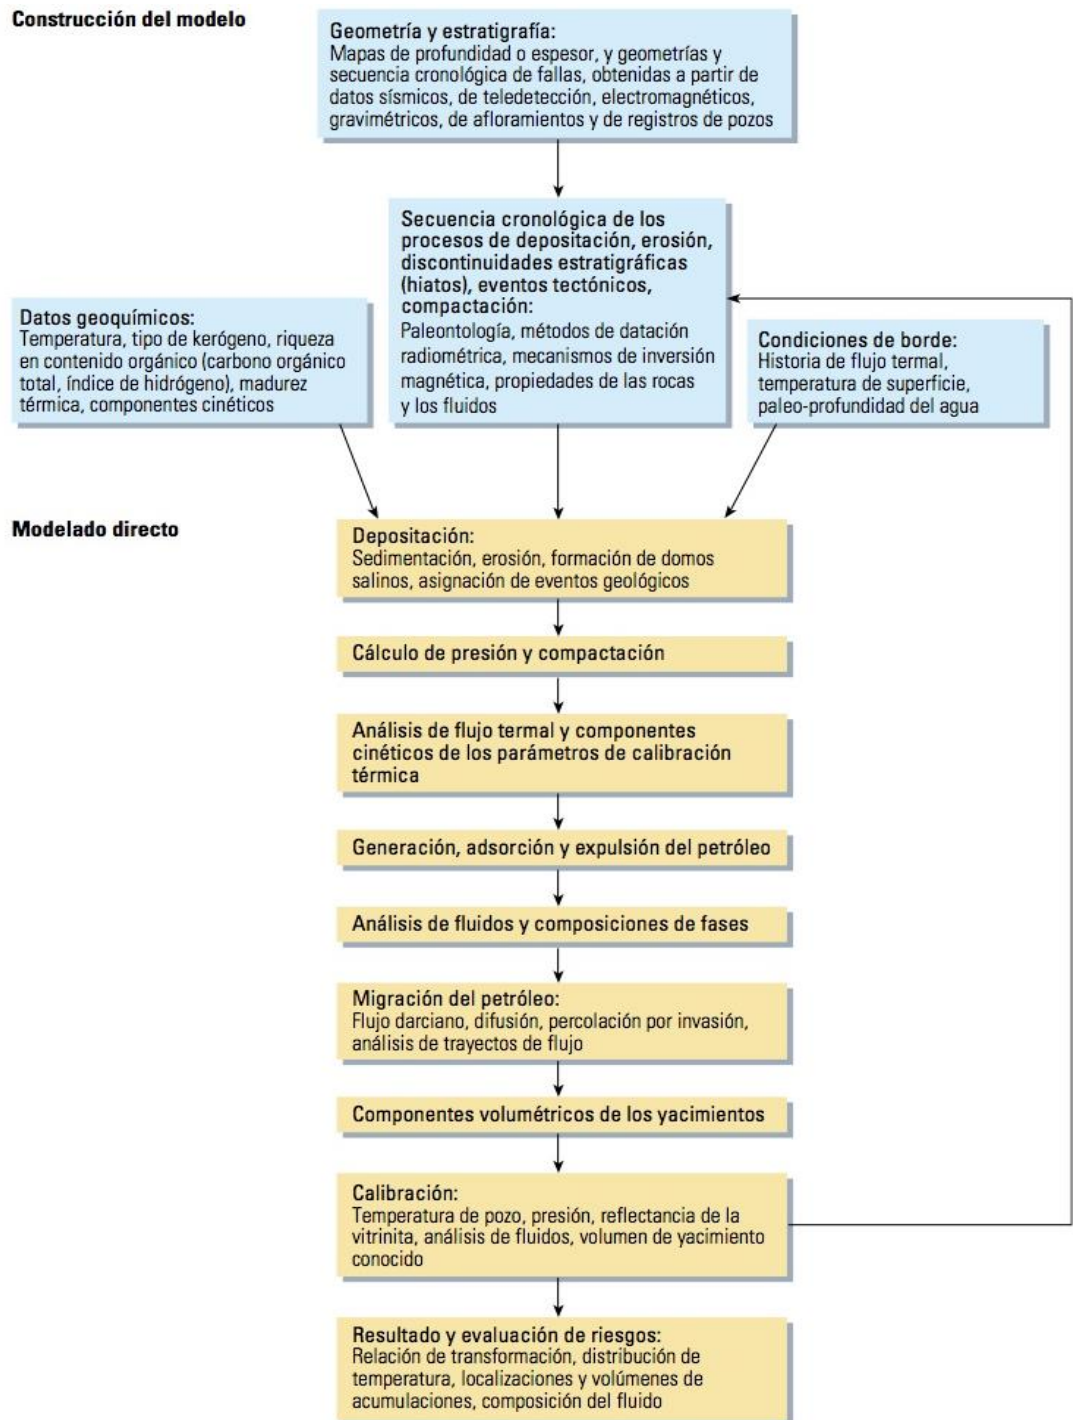 Construcción del modelo
Geometría y estratigrafía:
Mapas de profundidad o espesor, y geometrías y
secuencia cronológica de fallas, obtenidas a partir de
datos sísmicos, de teledetección, electromagnéticos,
gravimétricos, de afloramientos y de registros de pozos
Secuencia cronológica de los
procesos de depositación, erosión,
discontinuidades estratigráficas
(hiatos), eventos tectónicos,
compactación:
Paleontología, métodos de datación
radiométrica, mecanismos de inversión
magnética, propiedades de las rocas
y los fluidos
Datos geoquímicos:
Temperatura, tipo de kerógeno, riqueza
en contenido orgánico (carbono orgánico
total, índice de hidrógeno), madurez
térmica, componentes cinéticos
Condiciones de borde:
Historia de flujo termal,
temperatura de superficie,
paleo-profundidad del agua
Modelado directo
Depositación:
Sedimentación, erosión, formación de domos
salinos, asignación de eventos geológicos
Cálculo de presión y compactación
Análisis de flujo termal y componentes
cinéticos de los parámetros de calibración
térmica
Generación, adsorción y expulsión del petróleo
Análisis de fluidos y composiciones de fases
Migración del petróleo:
Flujo darciano, difusión, percolación por invasión,
análisis de trayectos de flujo
Componentes volumétricos de los yacimientos
Calibración:
Temperatura de pozo, presión, reflectancia de la
vitrinita, análisis de fluidos, volumen de yacimiento
conocido
Resultado y evaluación de riesgos:
Relación de transformación, distribución de
temperatura, localizaciones y volúmenes de
acumulaciones, composición del fluido